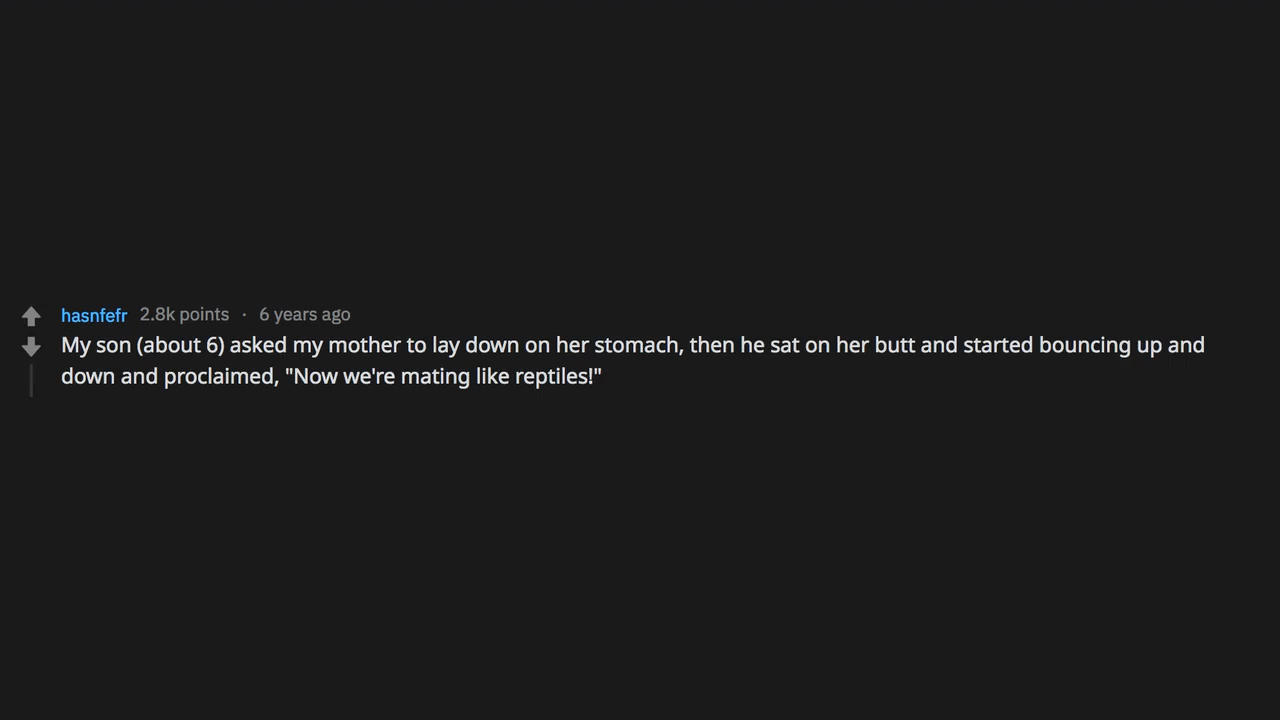 hasnfefr 2.8k points · 6 years ago
My son (about 6) asked my mother to lay down on her stomach, then he sat on her butt and started bouncing up and
down and proclaimed, "Now we're mating like reptiles!"